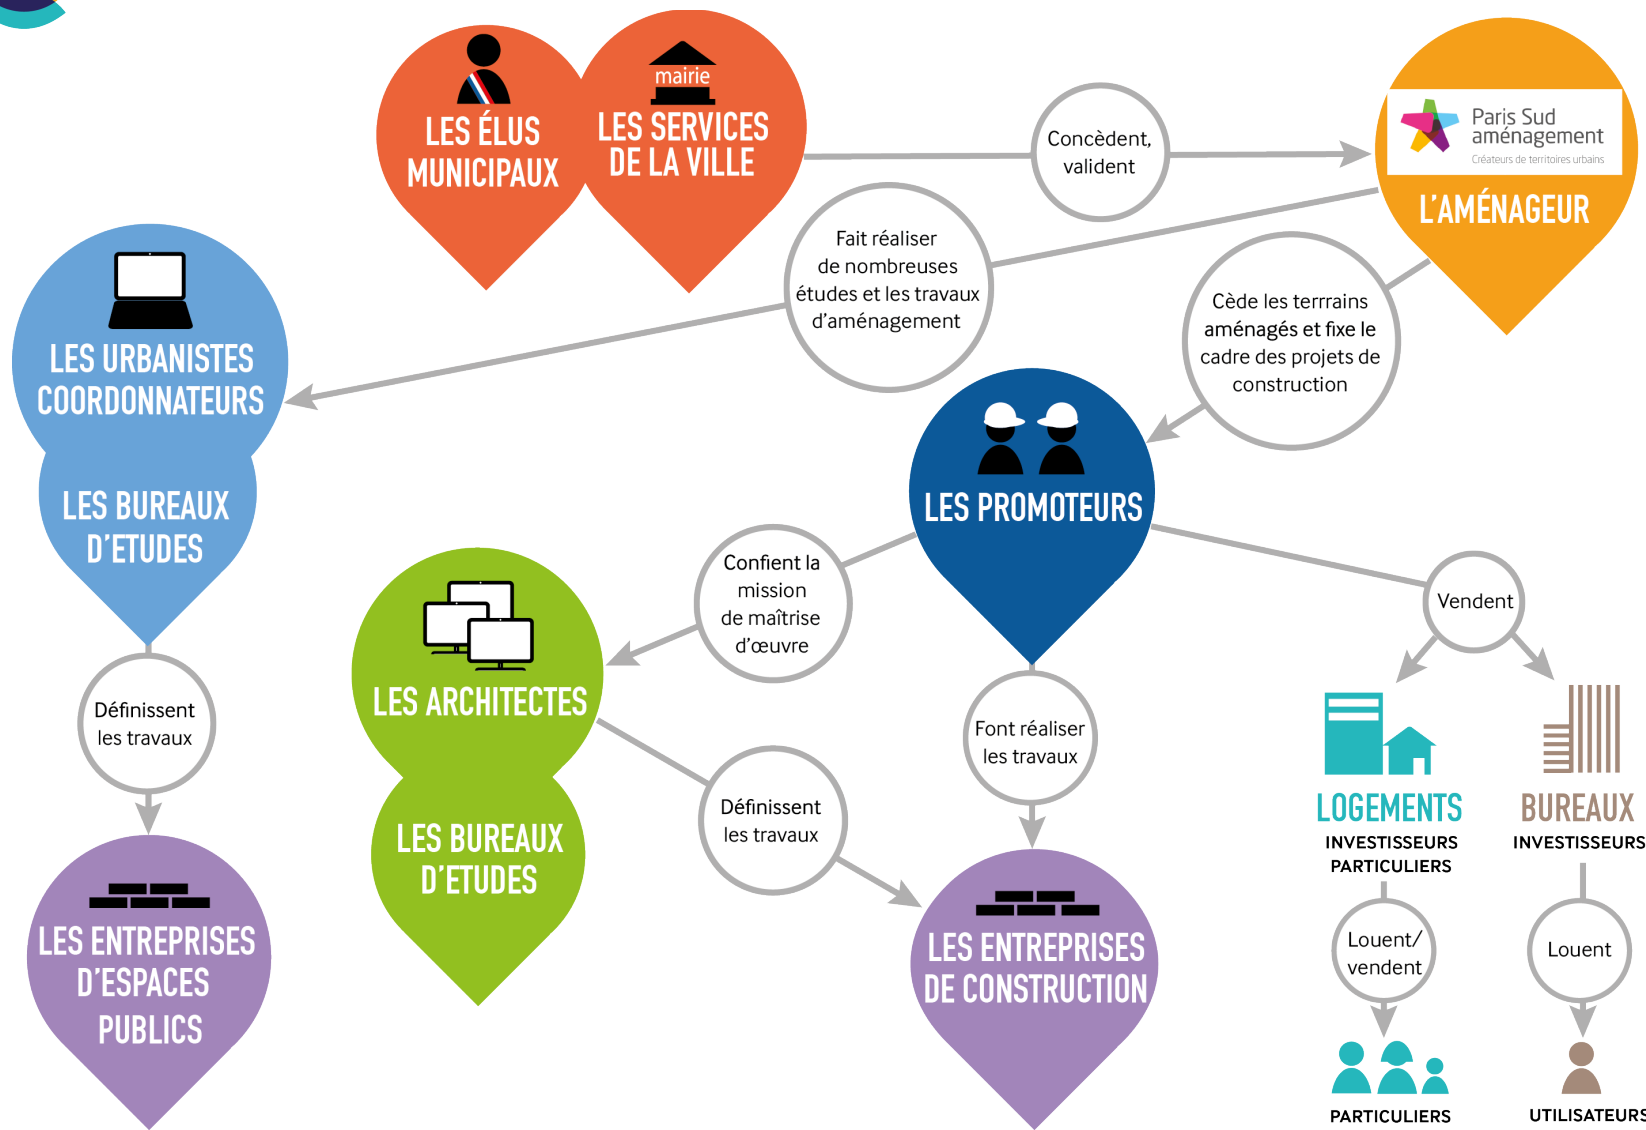 LES ÉLUS
MUNICIPAUX
mairie
LES SERVICES
DE LA VILLE
Concèdent,
valident
Paris Sud
aménagement
Créateurs de territoires urbains
L'AMÉNAGEUR
Fait réaliser
de nombreuses
études et les travaux
d'aménagement
Cède les terrrains
aménagés et fixe le
cadre des projets de
construction
LES URBANISTES
COORDONNATEURS
LES BUREAUX
D'ETUDES
LES PROMOTEURS
Confient la
mission
de maîtrise
d'œuvre
Vendent
Définissent
les travaux
LES ARCHITECTES
Font réaliser
les travaux
Définissent
les travaux
LES BUREAUX
D'ETUDES
LOGEMENTS
INVESTISSEURS
PARTICULIERS
BUREAUX
INVESTISSEURS
LES ENTREPRISES
D'ESPACES
PUBLICS
LES ENTREPRISES
DE CONSTRUCTION
Louent/
vendent
Louent
PARTICULIERS
UTILISATEURS